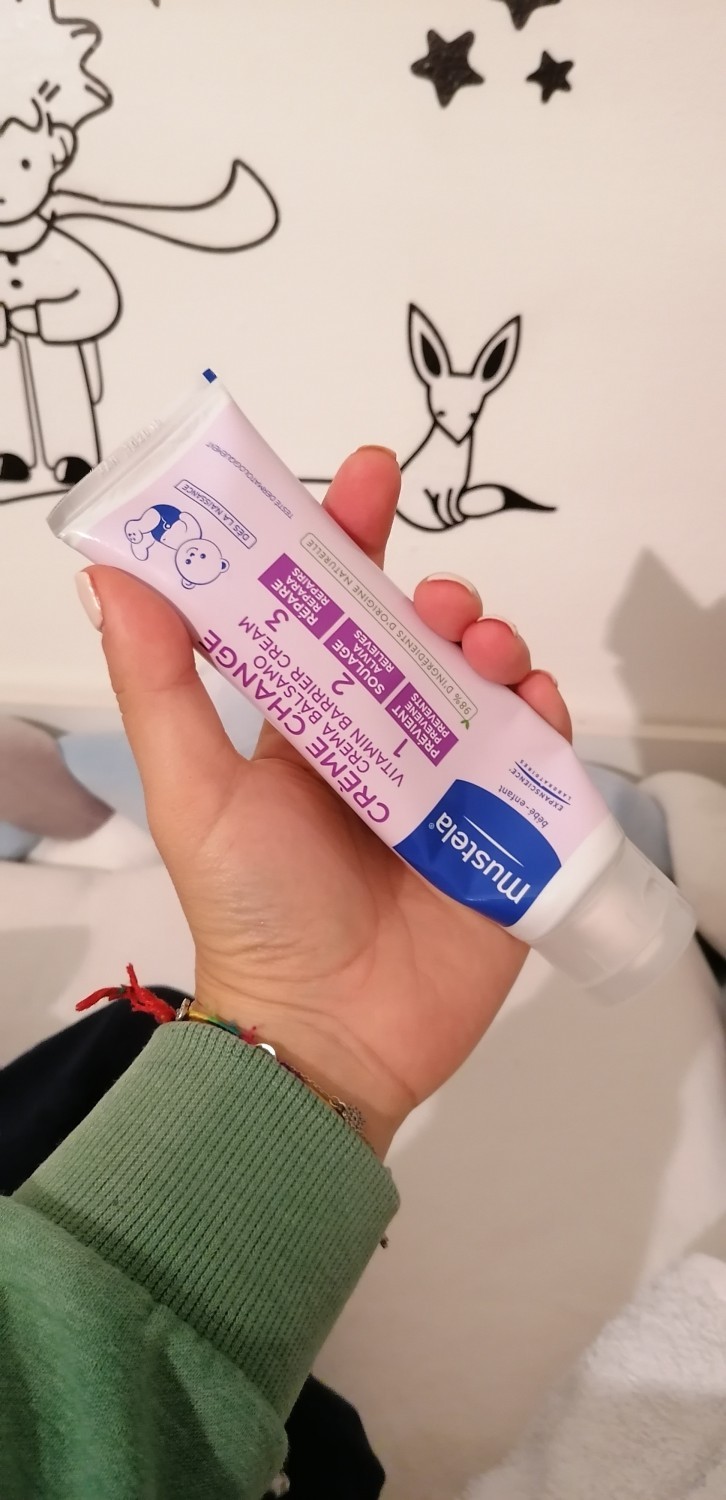 mustela®
bébé-enfant
EXPANSCIENCE®
LABORATOIRES
CRÈME CHANGE
CREMA BÁLSAMO
VITAMIN BARRIER CREAM
1
PRÉVIENT
PREVIENE
PREVENTS
2
SOULAGE
ALIVIA
RELIEVES
3
RÉPARE
REPARA
REPAIRS
98% D'INGRÉDIENTS D'ORIGINE NATURELLE
DÈS LA NAISSANCE
TESTÉ DERMATOLOGIQUEMENT